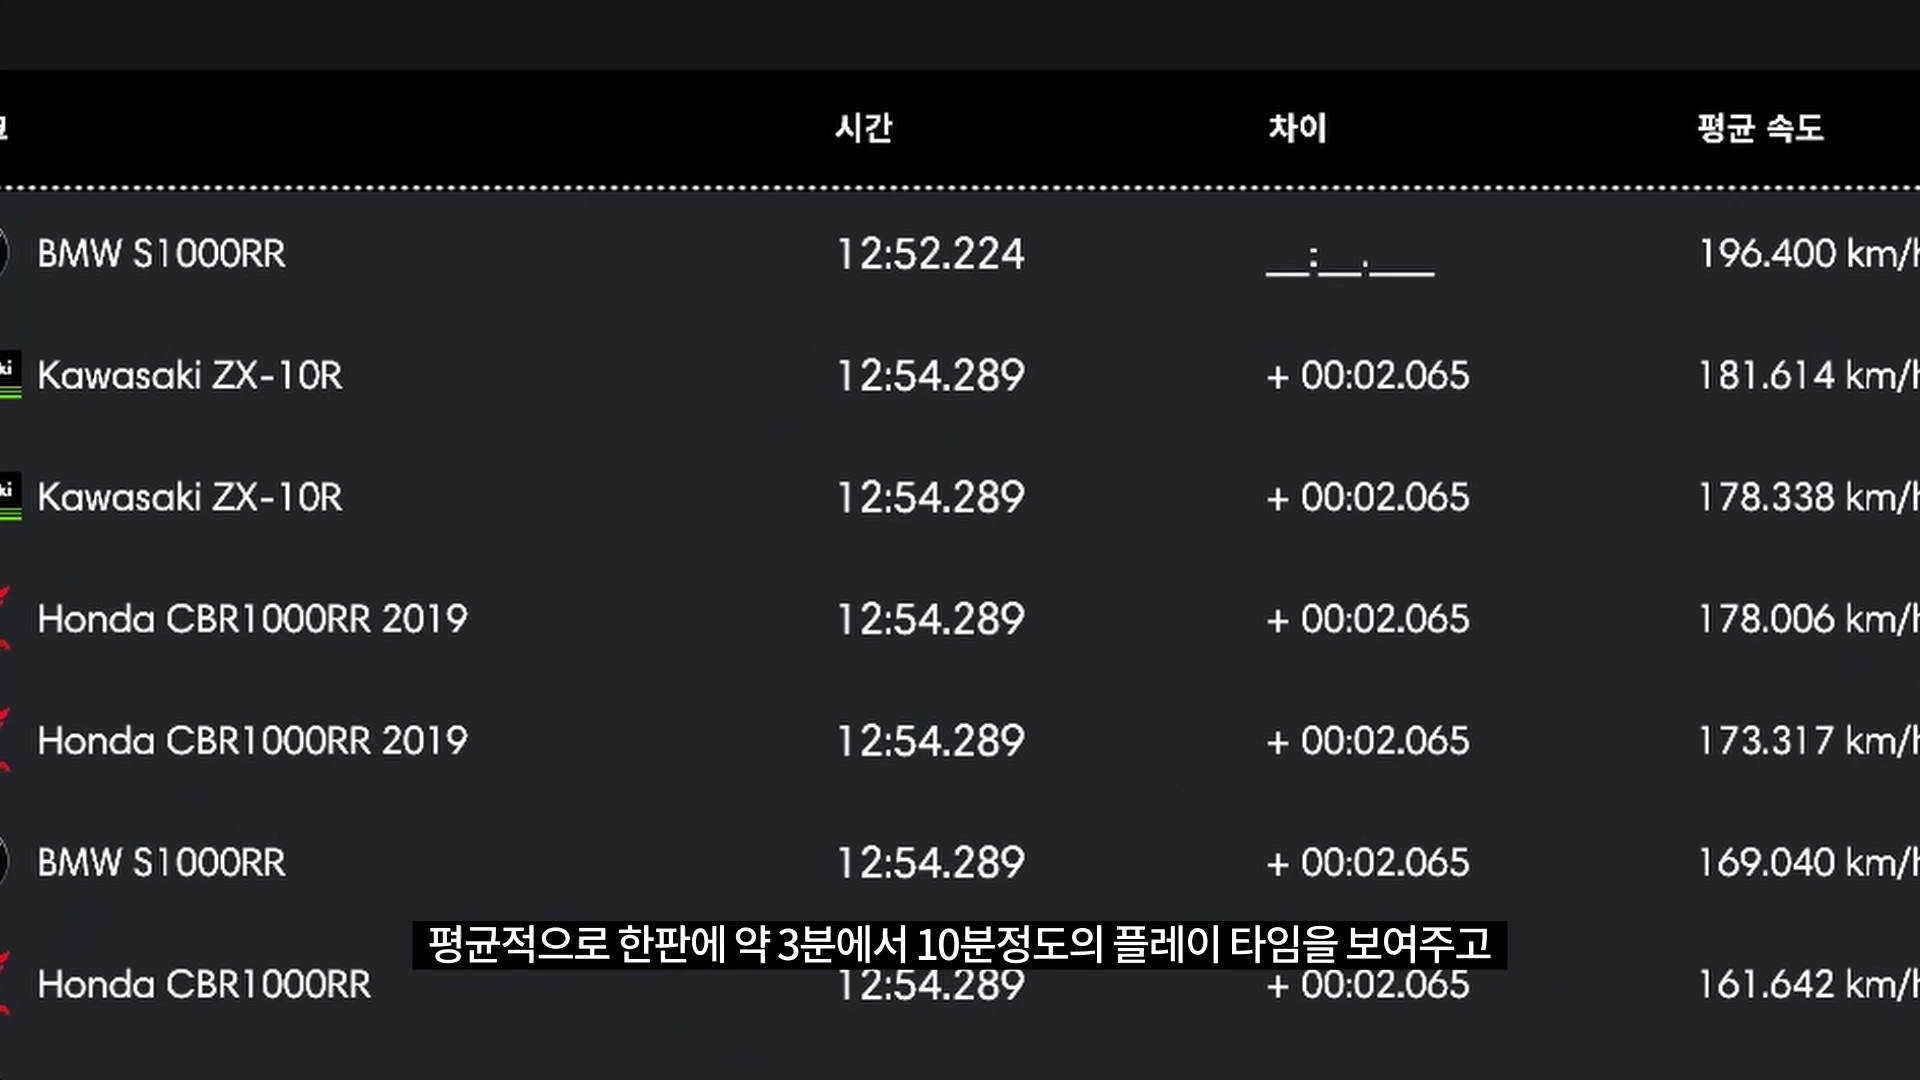 시간 차이 평균 속도
BMW S1000RR 12:52.224 __:__.___ 196.400 km/h
ki Kawasaki ZX-10R 12:54.289 + 00:02.065 181.614 km/h
ki Kawasaki ZX-10R 12:54.289 + 00:02.065 178.338 km/h
Honda CBR1000RR 2019 12:54.289 + 00:02.065 178.006 km/h
Honda CBR1000RR 2019 12:54.289 + 00:02.065 173.317 km/h
BMW S1000RR 12:54.289 + 00:02.065 169.040 km/h
평균적으로 한판에 약 3분에서 10분정도의 플레이 타임을 보여주고
Honda CBR1000RR 12:54.289 + 00:02.065 161.642 km/h